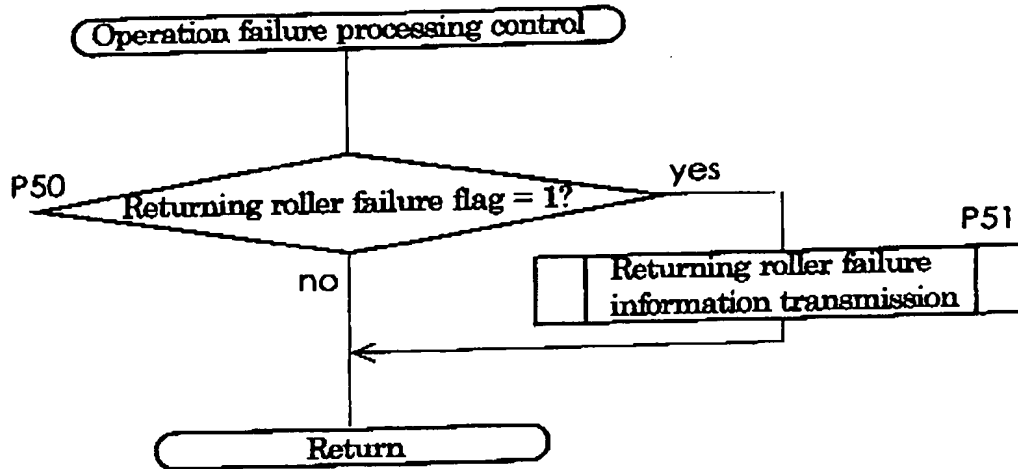 Operation failure processing control
P50
Returning roller failure flag = 1?
yes
no
P51
Returning roller failure
information transmission
Return